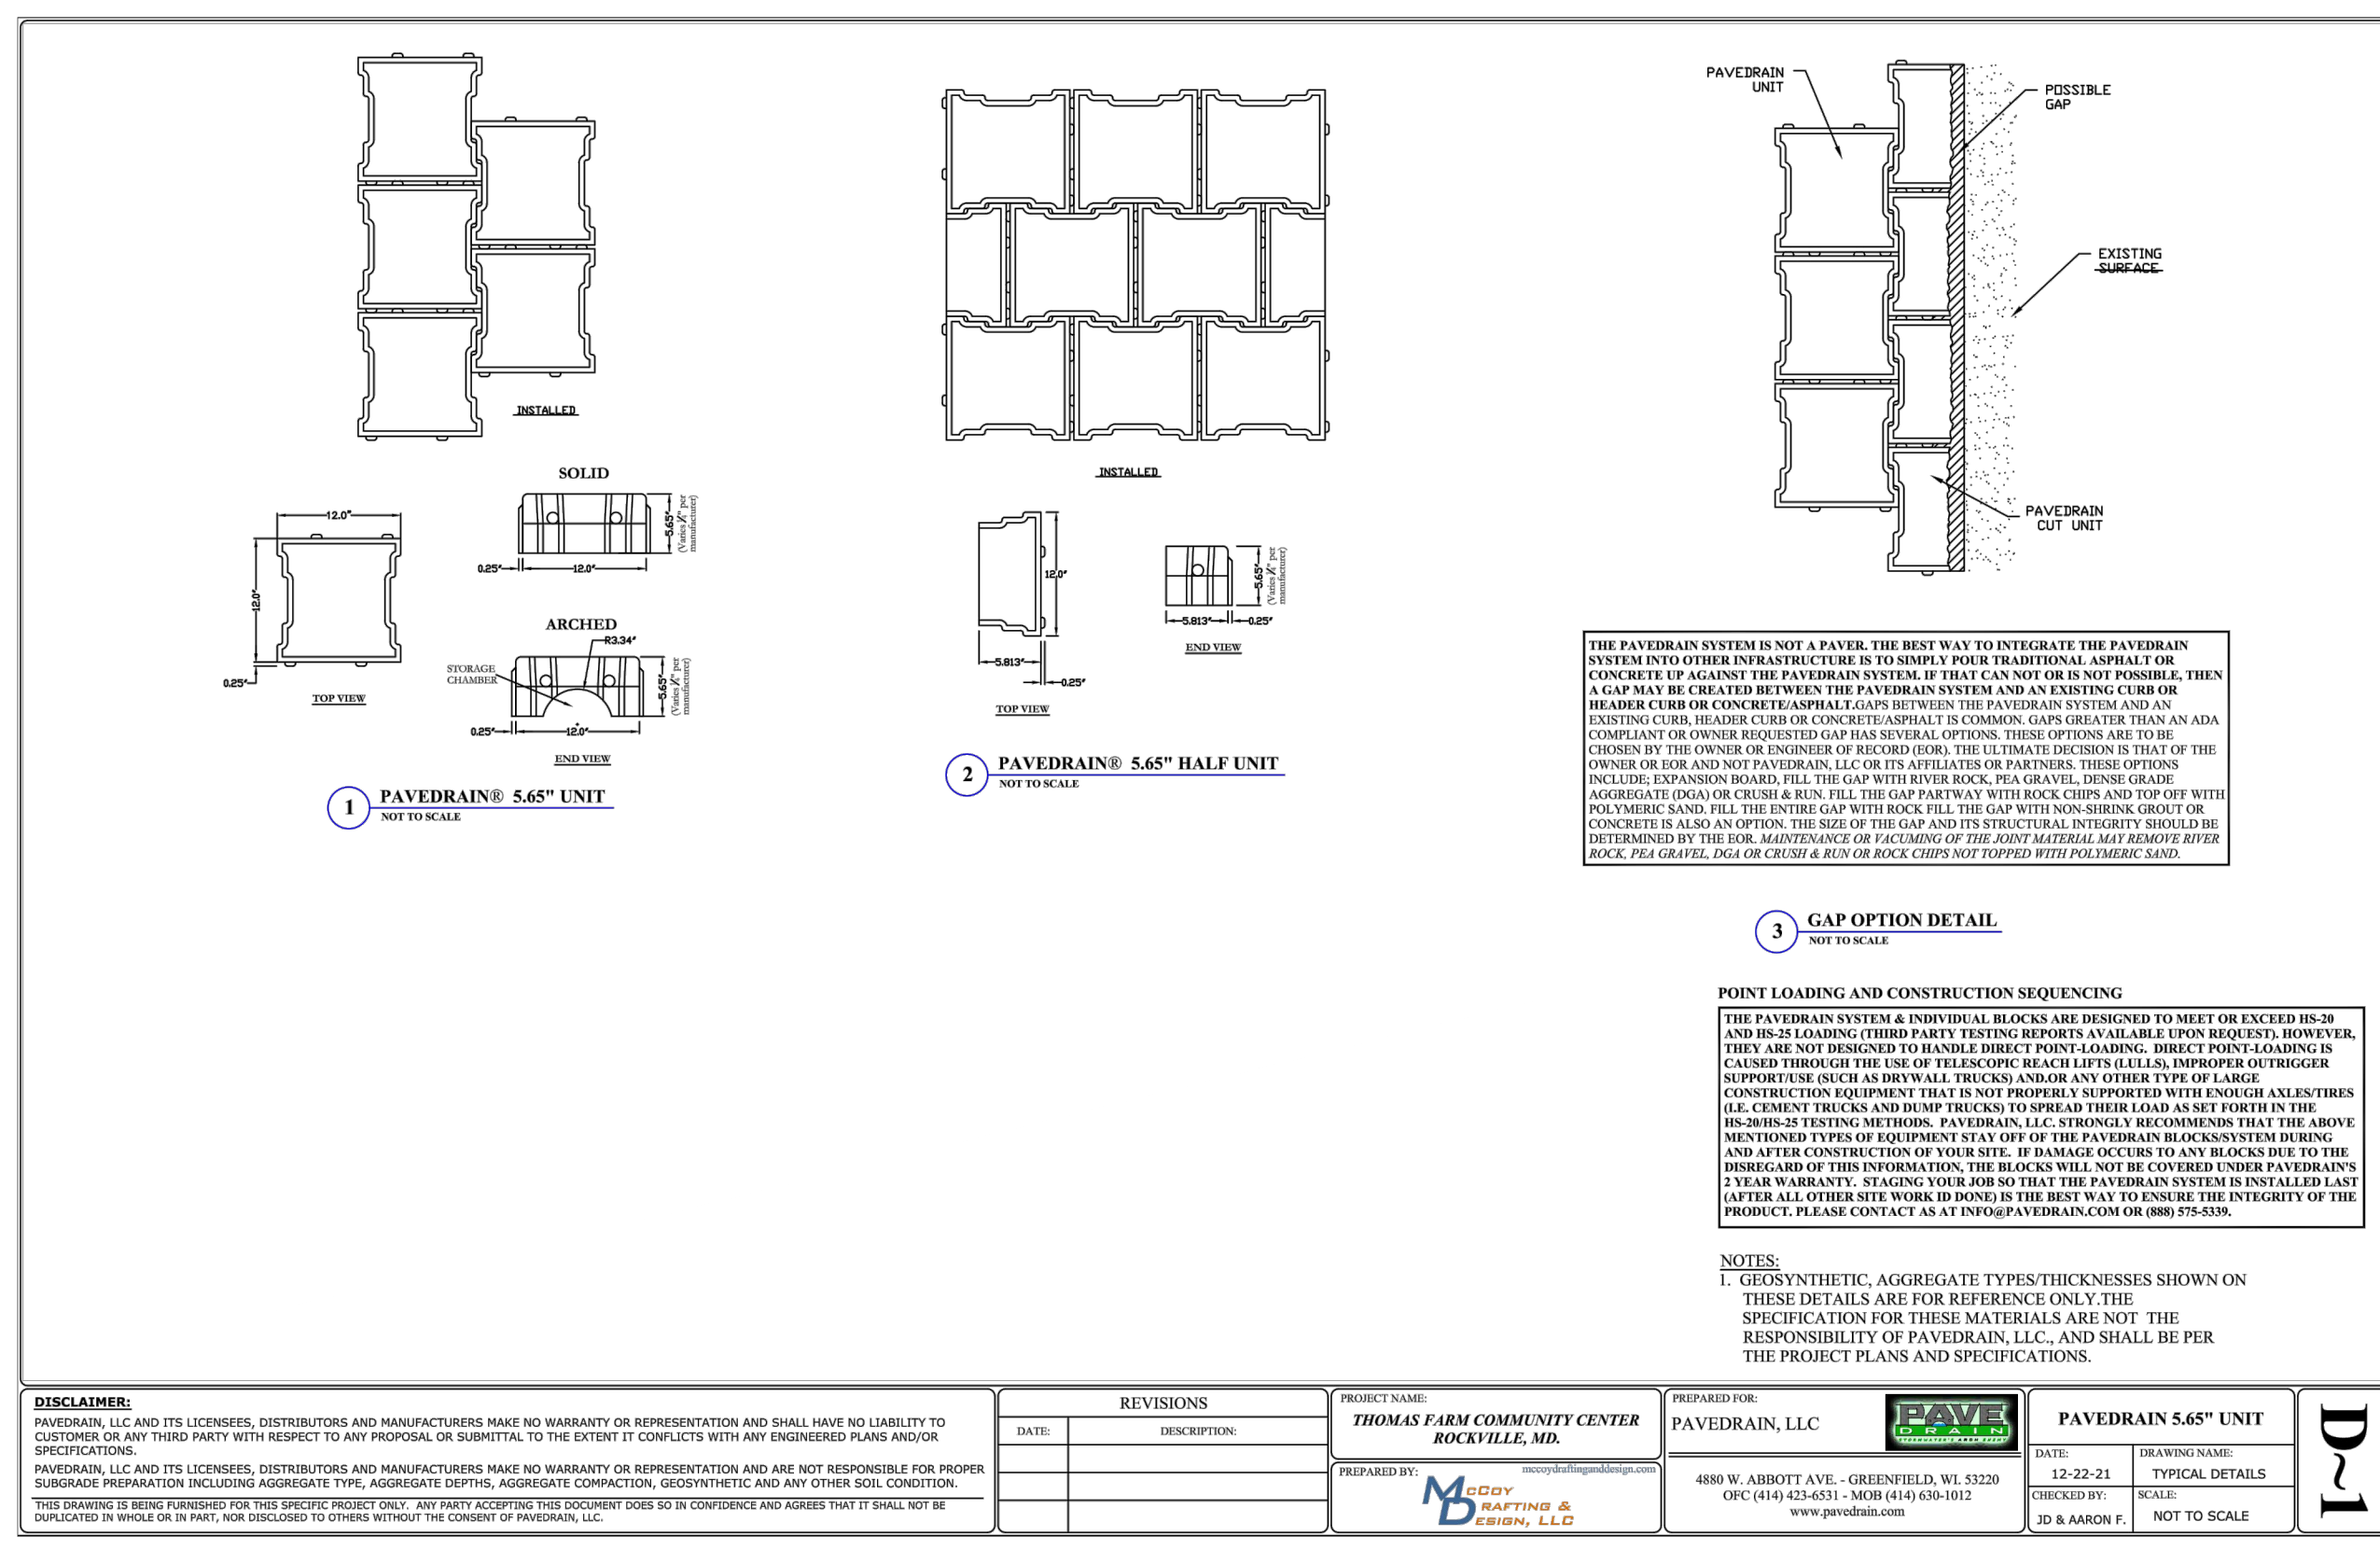 INSTALLED
SOLID
12.0"
5.65"
(Varies ¼" per
manufacturer)
0.25"
12.0"
12.0"
0.25"
TOP VIEW
ARCHED
R3.34"
STORAGE
CHAMBER
5.65"
(Varies ¼" per
manufacturer)
0.25"
12.0"
END VIEW
1
PAVEDRAIN® 5.65" UNIT
NOT TO SCALE
INSTALLED
12.0"
5.813"
0.25"
TOP VIEW
5.65"
(Varies ¼" per
manufacturer)
5.813"
0.25"
END VIEW
2
PAVEDRAIN® 5.65" HALF UNIT
NOT TO SCALE
PAVEDRAIN
UNIT
POSSIBLE
GAP
EXISTING
SURFACE
PAVEDRAIN
CUT UNIT
THE PAVEDRAIN SYSTEM IS NOT A PAVER. THE BEST WAY TO INTEGRATE THE PAVEDRAIN
SYSTEM INTO OTHER INFRASTRUCTURE IS TO SIMPLY POUR TRADITIONAL ASPHALT OR
CONCRETE UP AGAINST THE PAVEDRAIN SYSTEM. IF THAT CAN NOT OR IS NOT POSSIBLE, THEN
A GAP MAY BE CREATED BETWEEN THE PAVEDRAIN SYSTEM AND AN EXISTING CURB OR
HEADER CURB OR CONCRETE/ASPHALT.GAPS BETWEEN THE PAVEDRAIN SYSTEM AND AN
EXISTING CURB, HEADER CURB OR CONCRETE/ASPHALT IS COMMON. GAPS GREATER THAN AN ADA
COMPLIANT OR OWNER REQUESTED GAP HAS SEVERAL OPTIONS. THESE OPTIONS ARE TO BE
CHOSEN BY THE OWNER OR ENGINEER OF RECORD (EOR). THE ULTIMATE DECISION IS THAT OF THE
OWNER OR EOR AND NOT PAVEDRAIN, LLC OR ITS AFFILIATES OR PARTNERS. THESE OPTIONS
INCLUDE; EXPANSION BOARD, FILL THE GAP WITH RIVER ROCK, PEA GRAVEL, DENSE GRADE
AGGREGATE (DGA) OR CRUSH & RUN. FILL THE GAP PARTWAY WITH ROCK CHIPS AND TOP OFF WITH
POLYMERIC SAND. FILL THE ENTIRE GAP WITH ROCK FILL THE GAP WITH NON-SHRINK GROUT OR
CONCRETE IS ALSO AN OPTION. THE SIZE OF THE GAP AND ITS STRUCTURAL INTEGRITY SHOULD BE
DETERMINED BY THE EOR. MAINTENANCE OR VACUMING OF THE JOINT MATERIAL MAY REMOVE RIVER
ROCK, PEA GRAVEL, DGA OR CRUSH & RUN OR ROCK CHIPS NOT TOPPED WITH POLYMERIC SAND.
3
GAP OPTION DETAIL
NOT TO SCALE
POINT LOADING AND CONSTRUCTION SEQUENCING
THE PAVEDRAIN SYSTEM & INDIVIDUAL BLOCKS ARE DESIGNED TO MEET OR EXCEED HS-20
AND HS-25 LOADING (THIRD PARTY TESTING REPORTS AVAILABLE UPON REQUEST). HOWEVER,
THEY ARE NOT DESIGNED TO HANDLE DIRECT POINT-LOADING. DIRECT POINT-LOADING IS
CAUSED THROUGH THE USE OF TELESCOPIC REACH LIFTS (LULLS), IMPROPER OUTRIGGER
SUPPORT/USE (SUCH AS DRYWALL TRUCKS) AND.OR ANY OTHER TYPE OF LARGE
CONSTRUCTION EQUIPMENT THAT IS NOT PROPERLY SUPPORTED WITH ENOUGH AXLES/TIRES
(I.E. CEMENT TRUCKS AND DUMP TRUCKS) TO SPREAD THEIR LOAD AS SET FORTH IN THE
HS-20/HS-25 TESTING METHODS. PAVEDRAIN, LLC. STRONGLY RECOMMENDS THAT THE ABOVE
MENTIONED TYPES OF EQUIPMENT STAY OFF OF THE PAVEDRAIN BLOCKS/SYSTEM DURING
AND AFTER CONSTRUCTION OF YOUR SITE. IF DAMAGE OCCURS TO ANY BLOCKS DUE TO THE
DISREGARD OF THIS INFORMATION, THE BLOCKS WILL NOT BE COVERED UNDER PAVEDRAIN'S
2 YEAR WARRANTY. STAGING YOUR JOB SO THAT THE PAVEDRAIN SYSTEM IS INSTALLED LAST
(AFTER ALL OTHER SITE WORK ID DONE) IS THE BEST WAY TO ENSURE THE INTEGRITY OF THE
PRODUCT. PLEASE CONTACT AS AT INFO@PAVEDRAIN.COM OR (888) 575-5339.
NOTES:
1. GEOSYNTHETIC, AGGREGATE TYPES/THICKNESSES SHOWN ON
THESE DETAILS ARE FOR REFERENCE ONLY.THE
SPECIFICATION FOR THESE MATERIALS ARE NOT THE
RESPONSIBILITY OF PAVEDRAIN, LLC., AND SHALL BE PER
THE PROJECT PLANS AND SPECIFICATIONS.
DISCLAIMER:
PAVEDRAIN, LLC AND ITS LICENSEES, DISTRIBUTORS AND MANUFACTURERS MAKE NO WARRANTY OR REPRESENTATION AND SHALL HAVE NO LIABILITY TO
CUSTOMER OR ANY THIRD PARTY WITH RESPECT TO ANY PROPOSAL OR SUBMITTAL TO THE EXTENT IT CONFLICTS WITH ANY ENGINEERED PLANS AND/OR
SPECIFICATIONS.
PAVEDRAIN, LLC AND ITS LICENSEES, DISTRIBUTORS AND MANUFACTURERS MAKE NO WARRANTY OR REPRESENTATION AND ARE NOT RESPONSIBLE FOR PROPER
SUBGRADE PREPARATION INCLUDING AGGREGATE TYPE, AGGREGATE DEPTHS, AGGREGATE COMPACTION, GEOSYNTHETIC AND ANY OTHER SOIL CONDITION.
THIS DRAWING IS BEING FURNISHED FOR THIS SPECIFIC PROJECT ONLY. ANY PARTY ACCEPTING THIS DOCUMENT DOES SO IN CONFIDENCE AND AGREES THAT IT SHALL NOT BE
DUPLICATED IN WHOLE OR IN PART, NOR DISCLOSED TO OTHERS WITHOUT THE CONSENT OF PAVEDRAIN, LLC.
REVISIONS
DATE:
DESCRIPTION:
PROJECT NAME:
THOMAS FARM COMMUNITY CENTER
ROCKVILLE, MD.
PREPARED BY:
mccoydraftinganddesign.com
MCCOY
DRAFTING &
DESIGN, LLC
PREPARED FOR:
PAVEDRAIN, LLC
PAVE
DRAIN
STORMWATER'S ARCH ENEMY
4880 W. ABBOTT AVE. - GREENFIELD, WI. 53220
OFC (414) 423-6531 - MOB (414) 630-1012
www.pavedrain.com
PAVEDRAIN 5.65" UNIT
DATE:
12-22-21
DRAWING NAME:
TYPICAL DETAILS
CHECKED BY:
JD & AARON F.
SCALE:
NOT TO SCALE
D~1